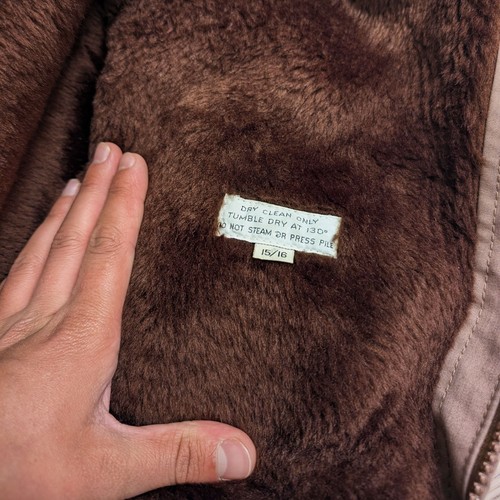 DRY CLEAN ONLY
TUMBLE DRY AT 130°
DO NOT STEAM OR PRESS PILE
15/16